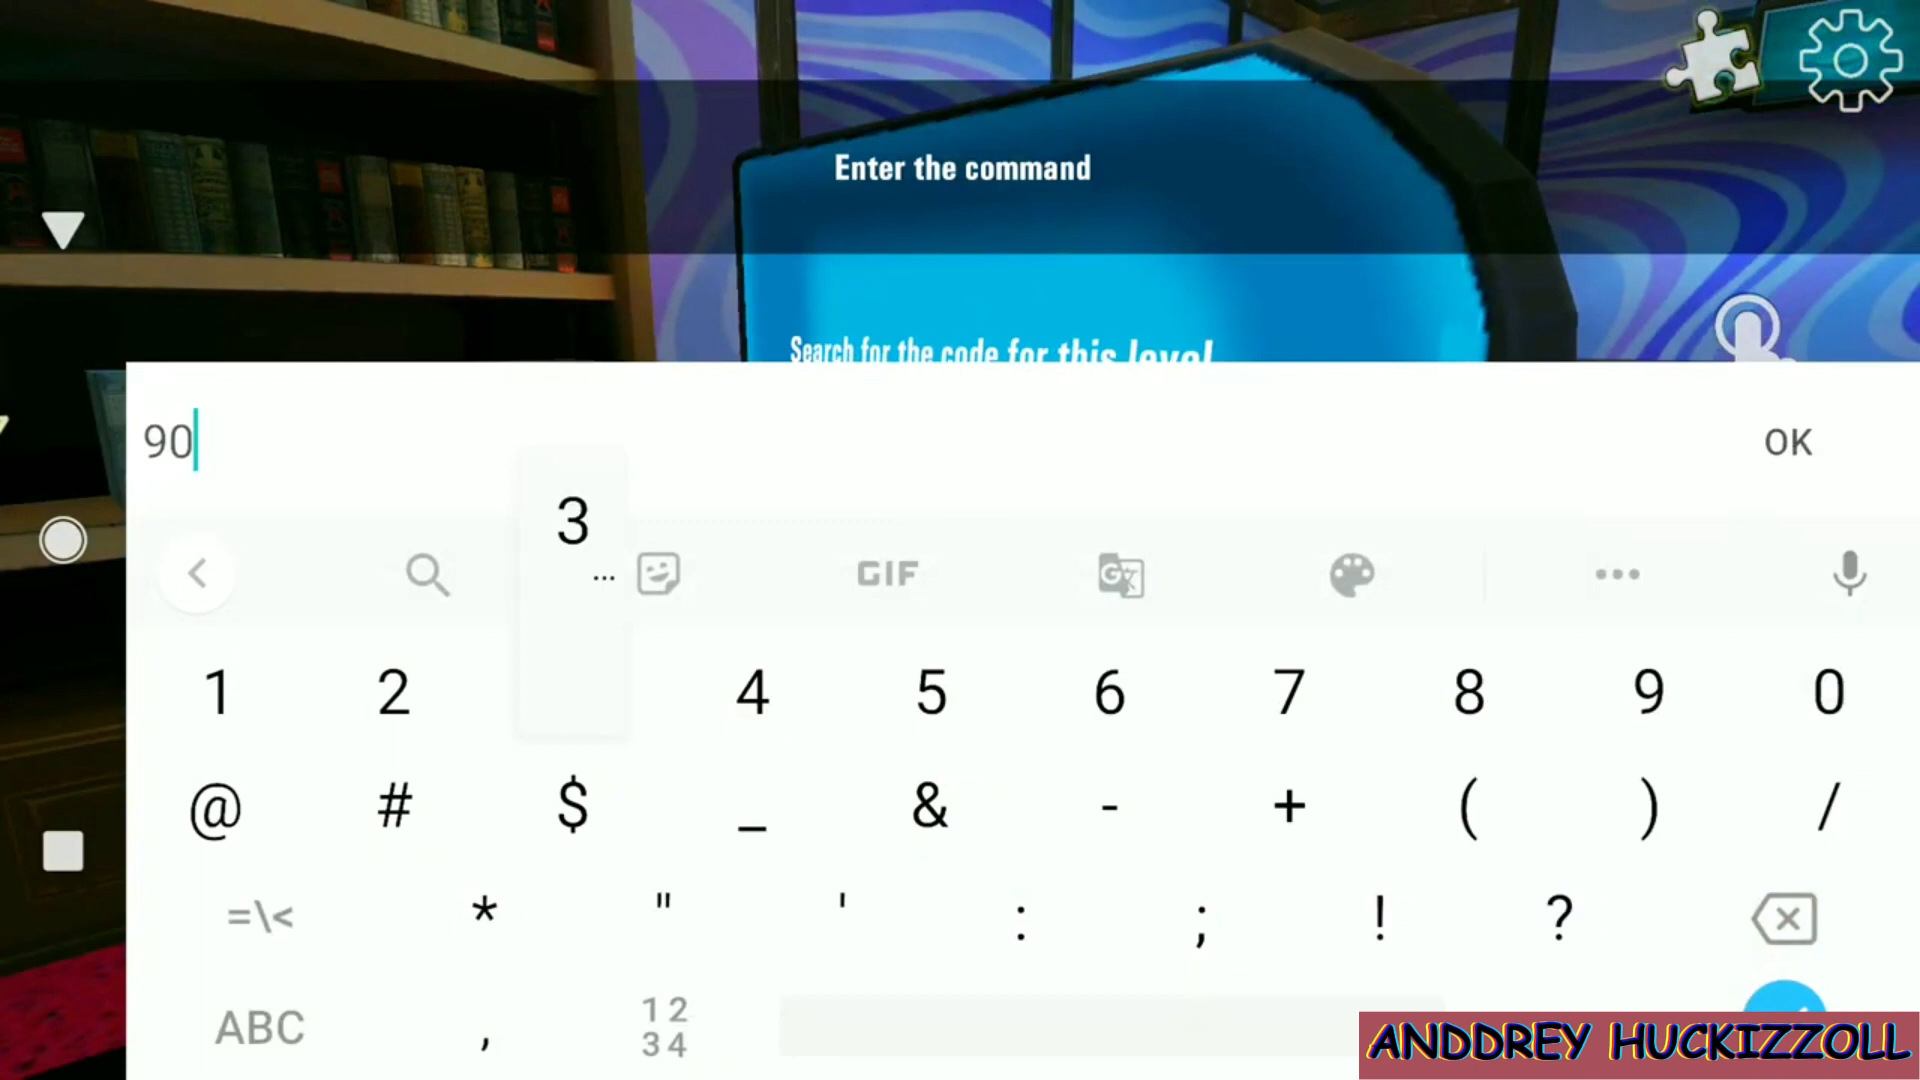 Enter the command
Search for the code for this level
90
OK
3
...
GIF
1 2 4 5 6 7 8 9 0
@ # $ _ & - + ( ) /
=\< * " ' : ; ! ?
ABC , 1 2
3 4
ANDDREY HUCKIZZOLL